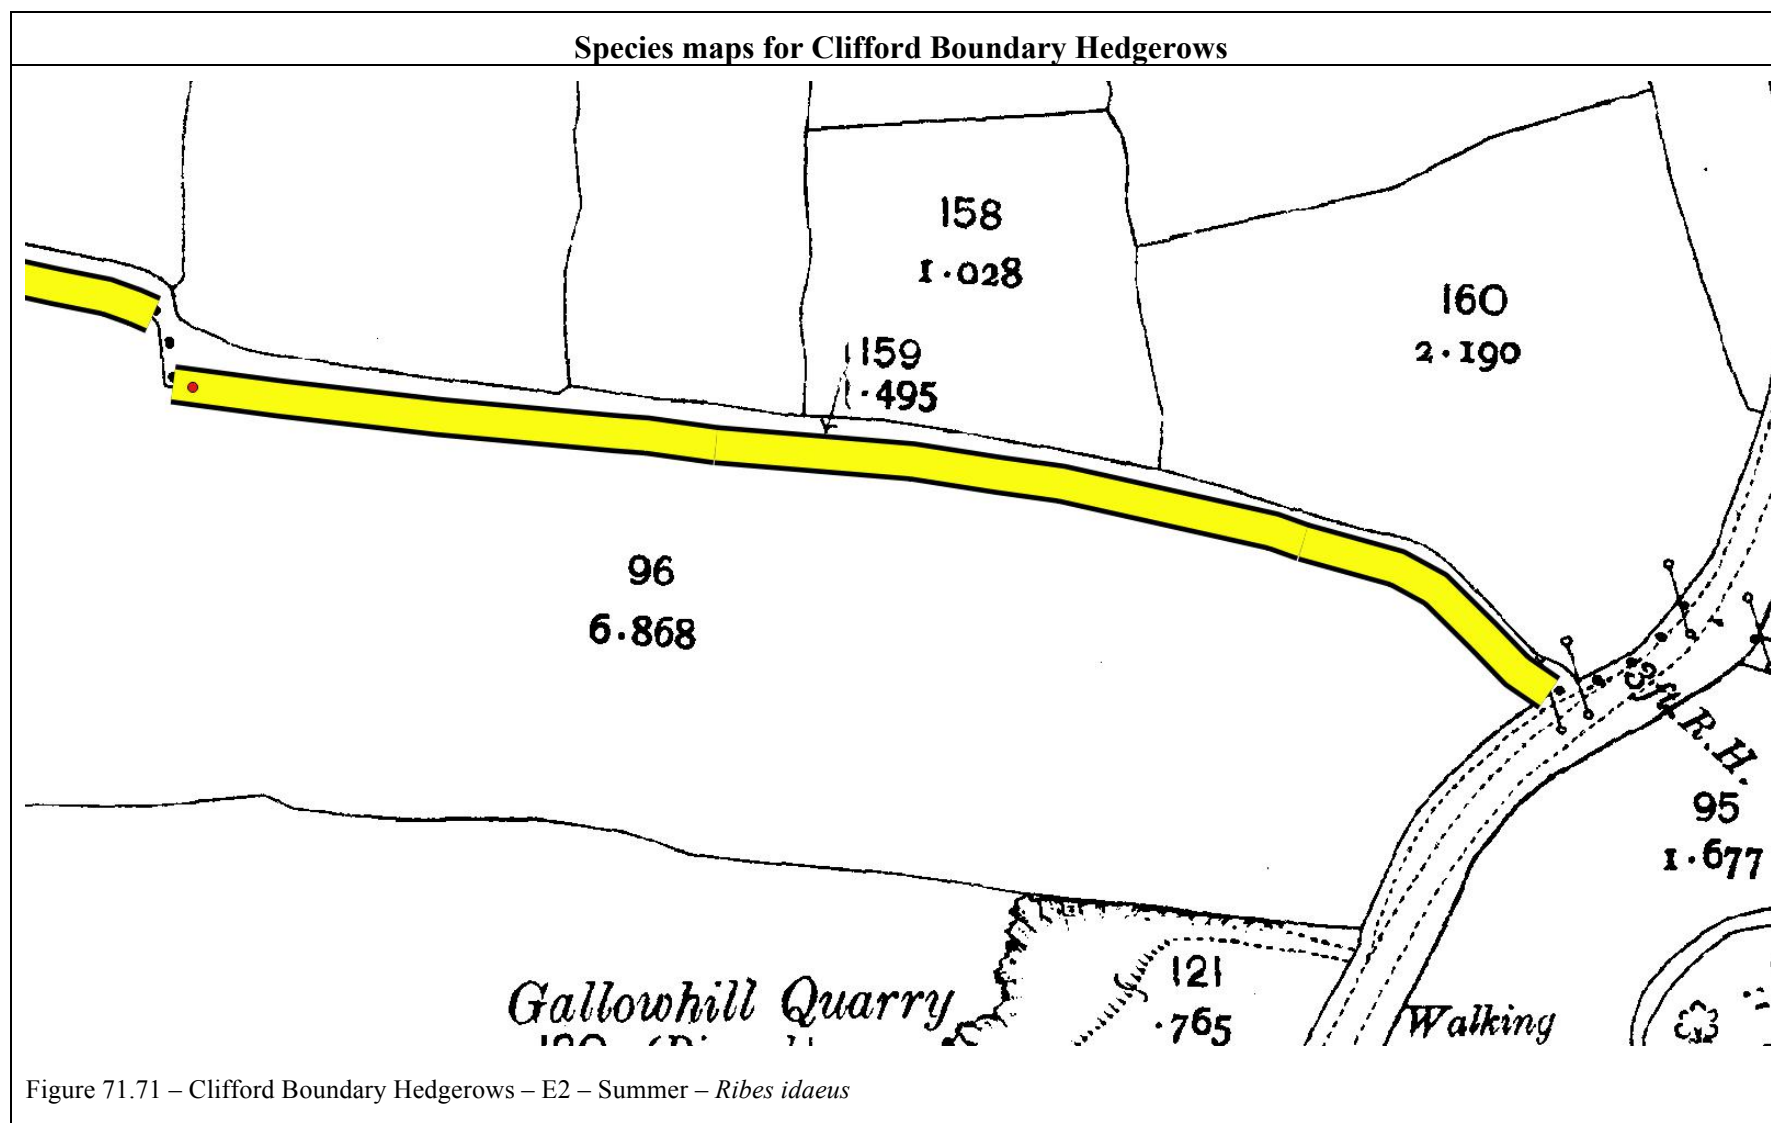 Species maps for Clifford Boundary Hedgerows
158
1·028
160
2·190
159
·495
96
6·868
3ft. R.H.
95
1·677
Gallowhill Quarry
121
·765
Walking
Figure 71.71 – Clifford Boundary Hedgerows – E2 – Summer – Ribes idaeus